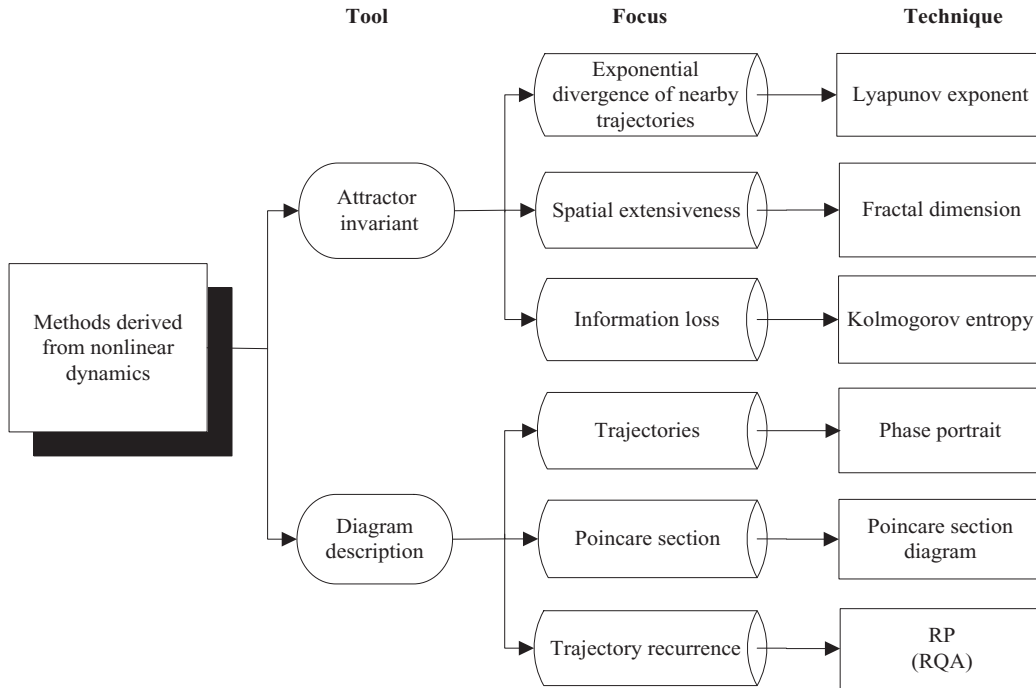 Tool
Focus
Technique
Methods derived
from nonlinear
dynamics
Attractor
invariant
Exponential
divergence of nearby
trajectories
Lyapunov exponent
Spatial extensiveness
Fractal dimension
Information loss
Kolmogorov entropy
Diagram
description
Trajectories
Phase portrait
Poincare section
Poincare section
diagram
Trajectory recurrence
RP
(RQA)